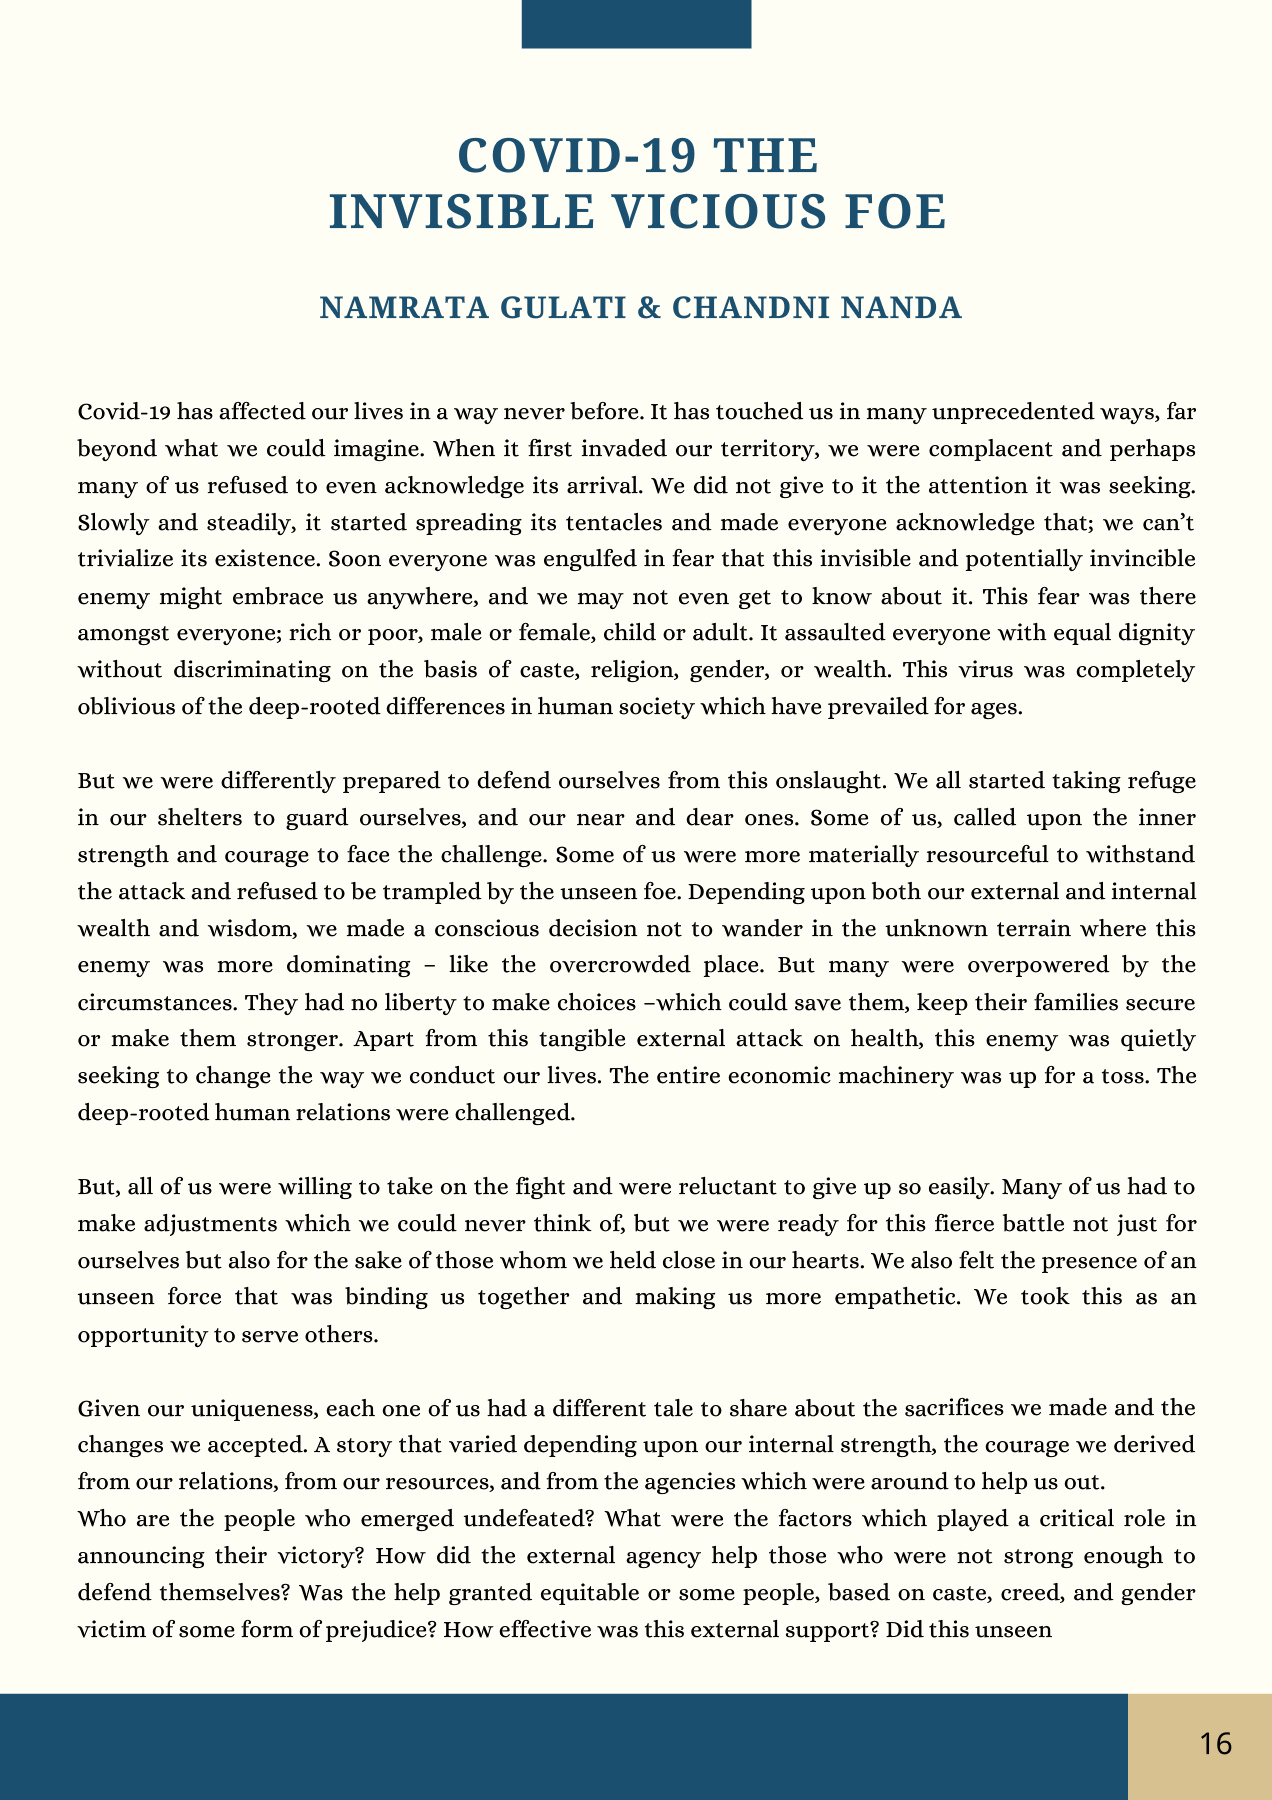 COVID-19 THE
INVISIBLE VICIOUS FOE
NAMRATA GULATI & CHANDNI NANDA
Covid-19 has affected our lives in a way never before. It has touched us in many unprecedented ways, far
beyond what we could imagine. When it first invaded our territory, we were complacent and perhaps
many of us refused to even acknowledge its arrival. We did not give to it the attention it was seeking.
Slowly and steadily, it started spreading its tentacles and made everyone acknowledge that; we can’t
trivialize its existence. Soon everyone was engulfed in fear that this invisible and potentially invincible
enemy might embrace us anywhere, and we may not even get to know about it. This fear was there
amongst everyone; rich or poor, male or female, child or adult. It assaulted everyone with equal dignity
without discriminating on the basis of caste, religion, gender, or wealth. This virus was completely
oblivious of the deep-rooted differences in human society which have prevailed for ages.
But we were differently prepared to defend ourselves from this onslaught. We all started taking refuge
in our shelters to guard ourselves, and our near and dear ones. Some of us, called upon the inner
strength and courage to face the challenge. Some of us were more materially resourceful to withstand
the attack and refused to be trampled by the unseen foe. Depending upon both our external and internal
wealth and wisdom, we made a conscious decision not to wander in the unknown terrain where this
enemy was more dominating – like the overcrowded place. But many were overpowered by the
circumstances. They had no liberty to make choices –which could save them, keep their families secure
or make them stronger. Apart from this tangible external attack on health, this enemy was quietly
seeking to change the way we conduct our lives. The entire economic machinery was up for a toss. The
deep-rooted human relations were challenged.
But, all of us were willing to take on the fight and were reluctant to give up so easily. Many of us had to
make adjustments which we could never think of, but we were ready for this fierce battle not just for
ourselves but also for the sake of those whom we held close in our hearts. We also felt the presence of an
unseen force that was binding us together and making us more empathetic. We took this as an
opportunity to serve others.
Given our uniqueness, each one of us had a different tale to share about the sacrifices we made and the
changes we accepted. A story that varied depending upon our internal strength, the courage we derived
from our relations, from our resources, and from the agencies which were around to help us out.
Who are the people who emerged undefeated? What were the factors which played a critical role in
announcing their victory? How did the external agency help those who were not strong enough to
defend themselves? Was the help granted equitable or some people, based on caste, creed, and gender
victim of some form of prejudice? How effective was this external support? Did this unseen
16